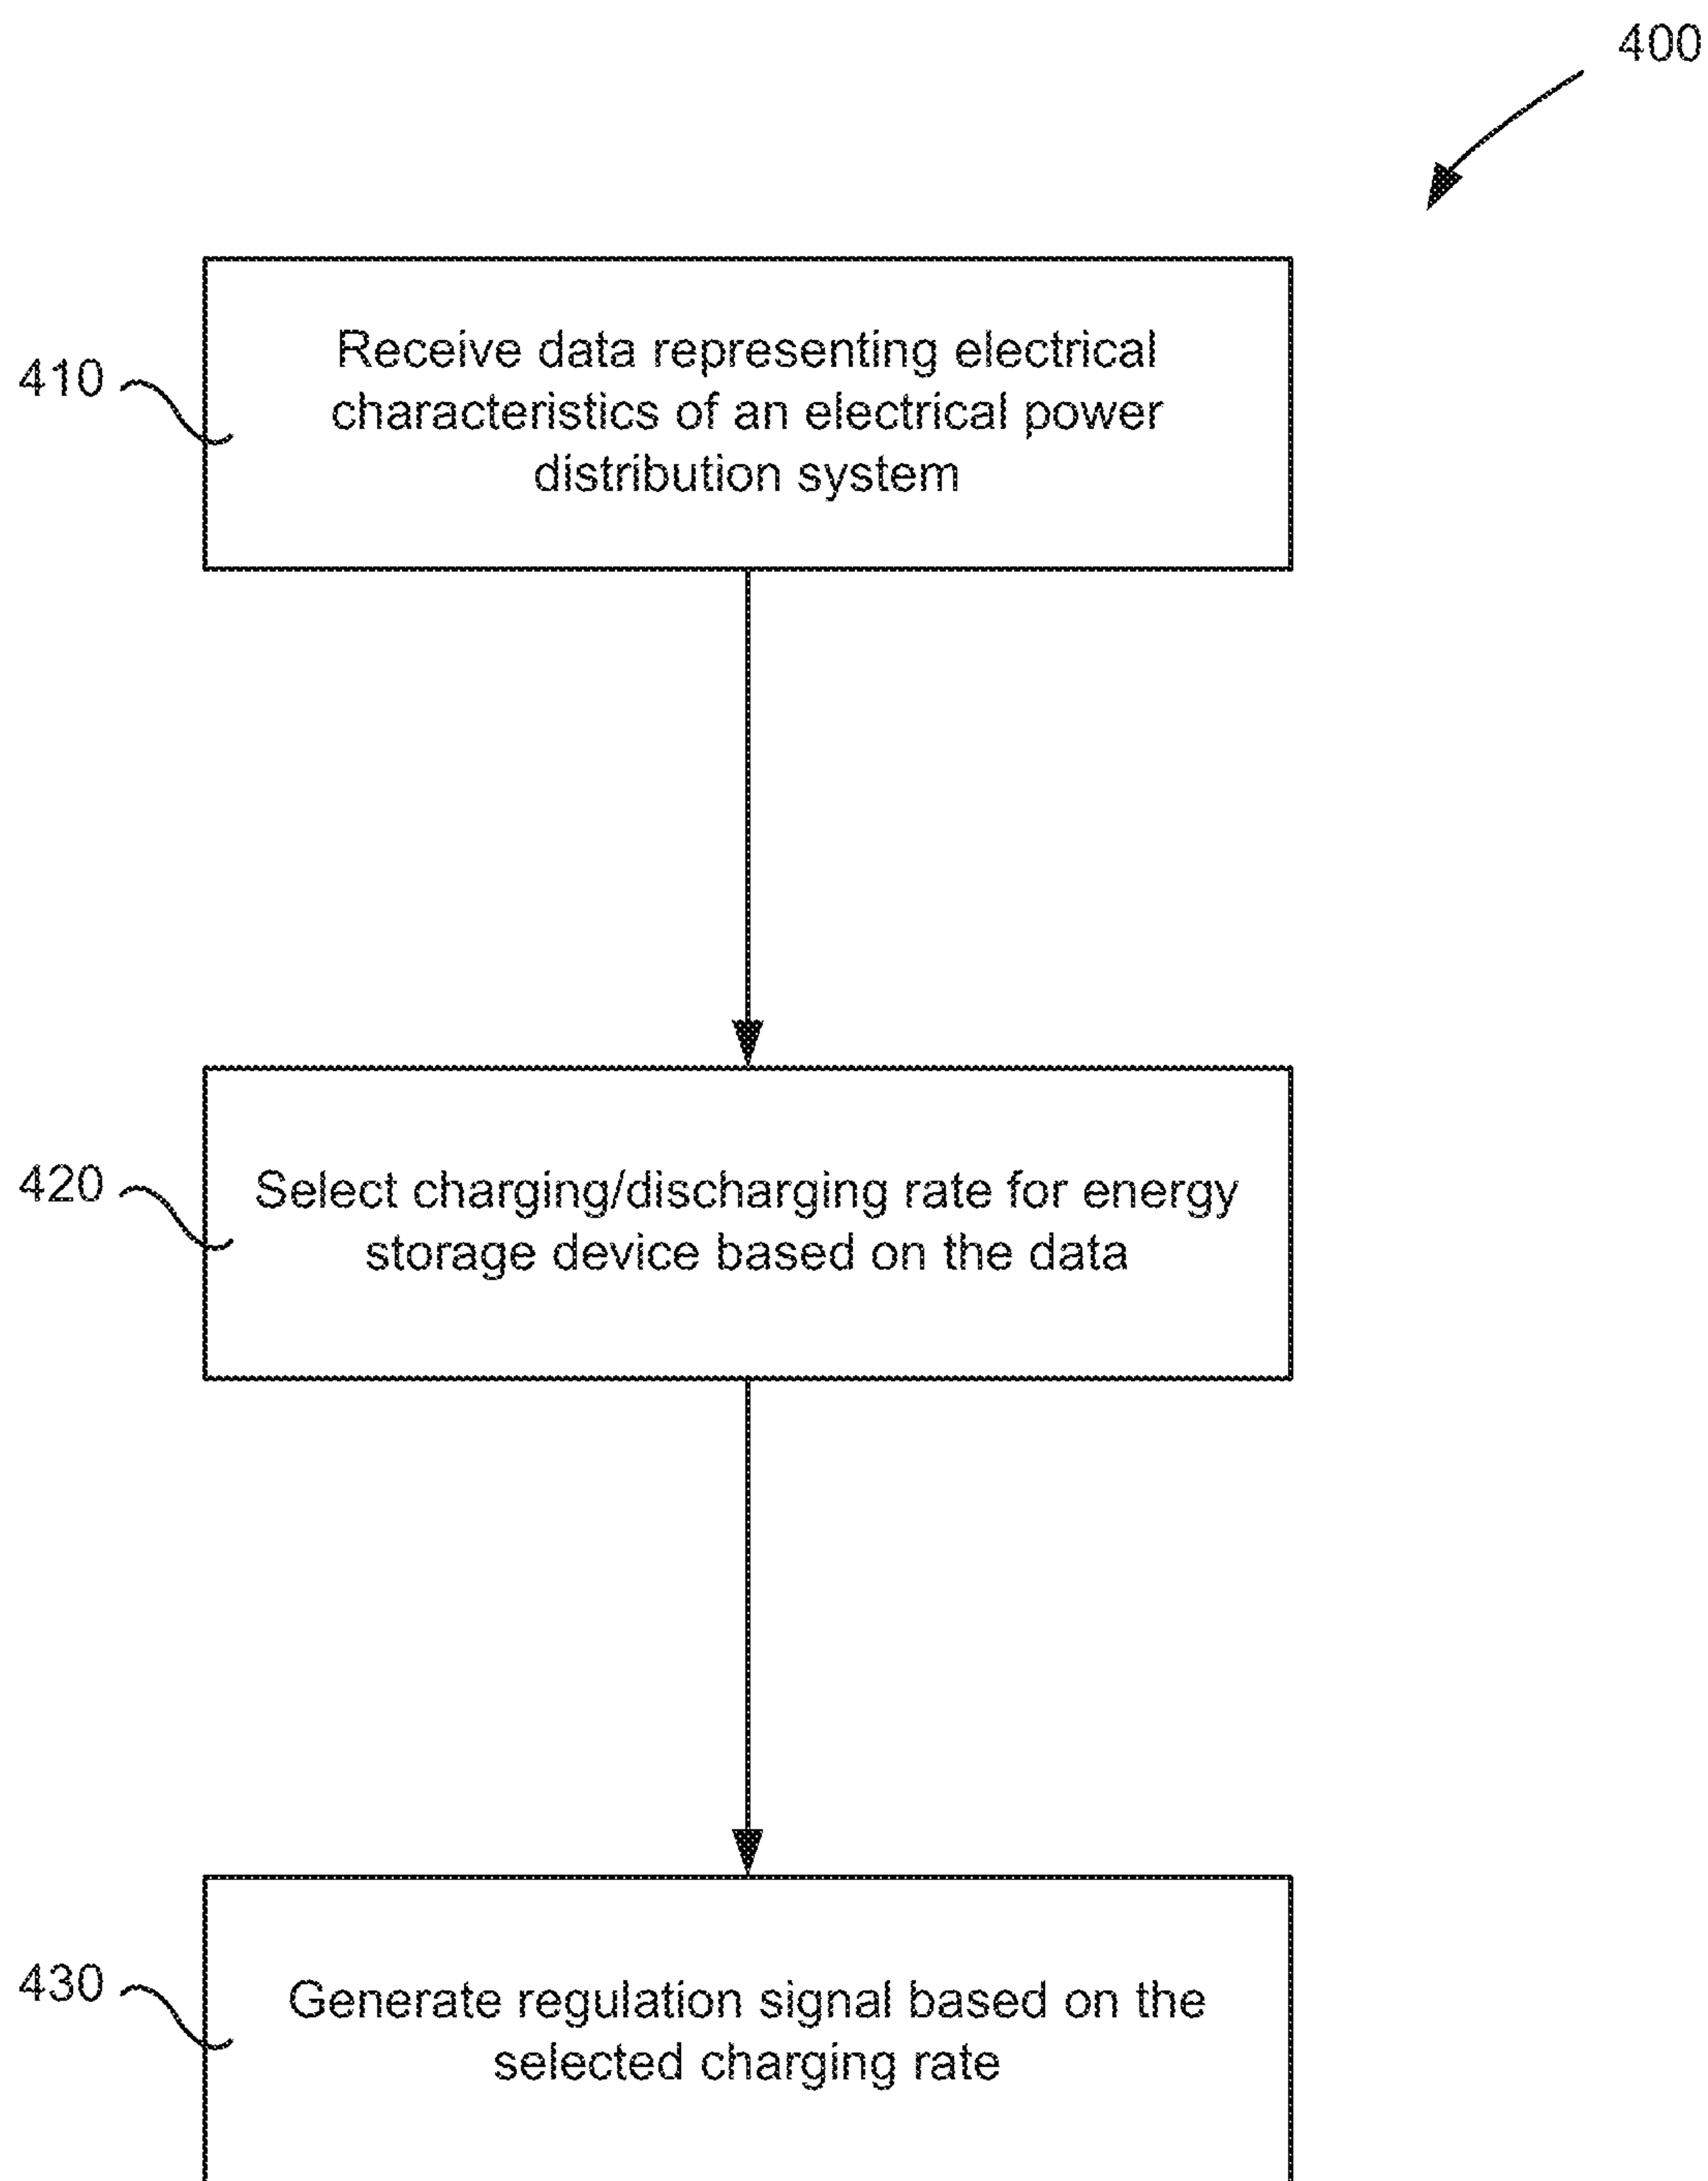 400
410
Receive data representing electrical
characteristics of an electrical power
distribution system
420
Select charging/discharging rate for energy
storage device based on the data
430
Generate regulation signal based on the
selected charging rate